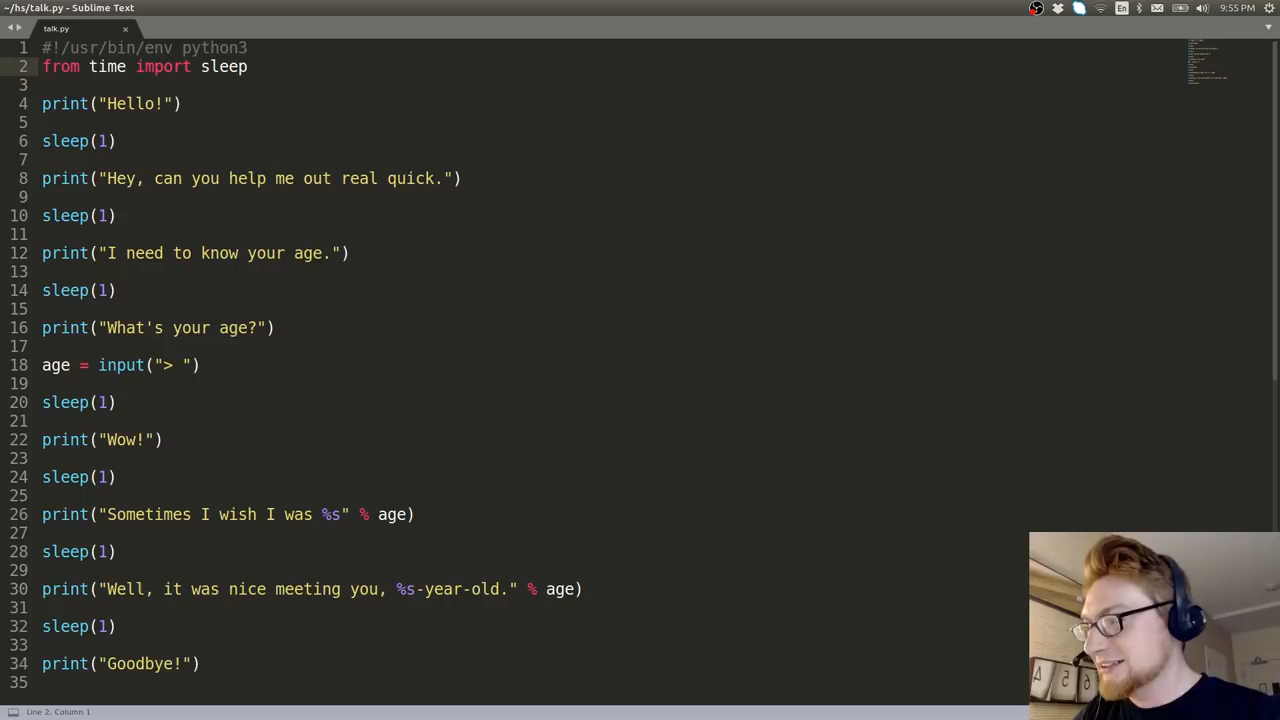 ~/hs/talk.py - Sublime Text
En
9:55 PM
talk.py
1 #!/usr/bin/env python3
2 from time import sleep
3
4 print("Hello!")
5
6 sleep(1)
7
8 print("Hey, can you help me out real quick.")
9
10 sleep(1)
11
12 print("I need to know your age.")
13
14 sleep(1)
15
16 print("What's your age?")
17
18 age = input("> ")
19
20 sleep(1)
21
22 print("Wow!")
23
24 sleep(1)
25
26 print("Sometimes I wish I was %s" % age)
27
28 sleep(1)
29
30 print("Well, it was nice meeting you, %s-year-old." % age)
31
32 sleep(1)
33
34 print("Goodbye!")
35
4 5 6
Line 2, Column 1